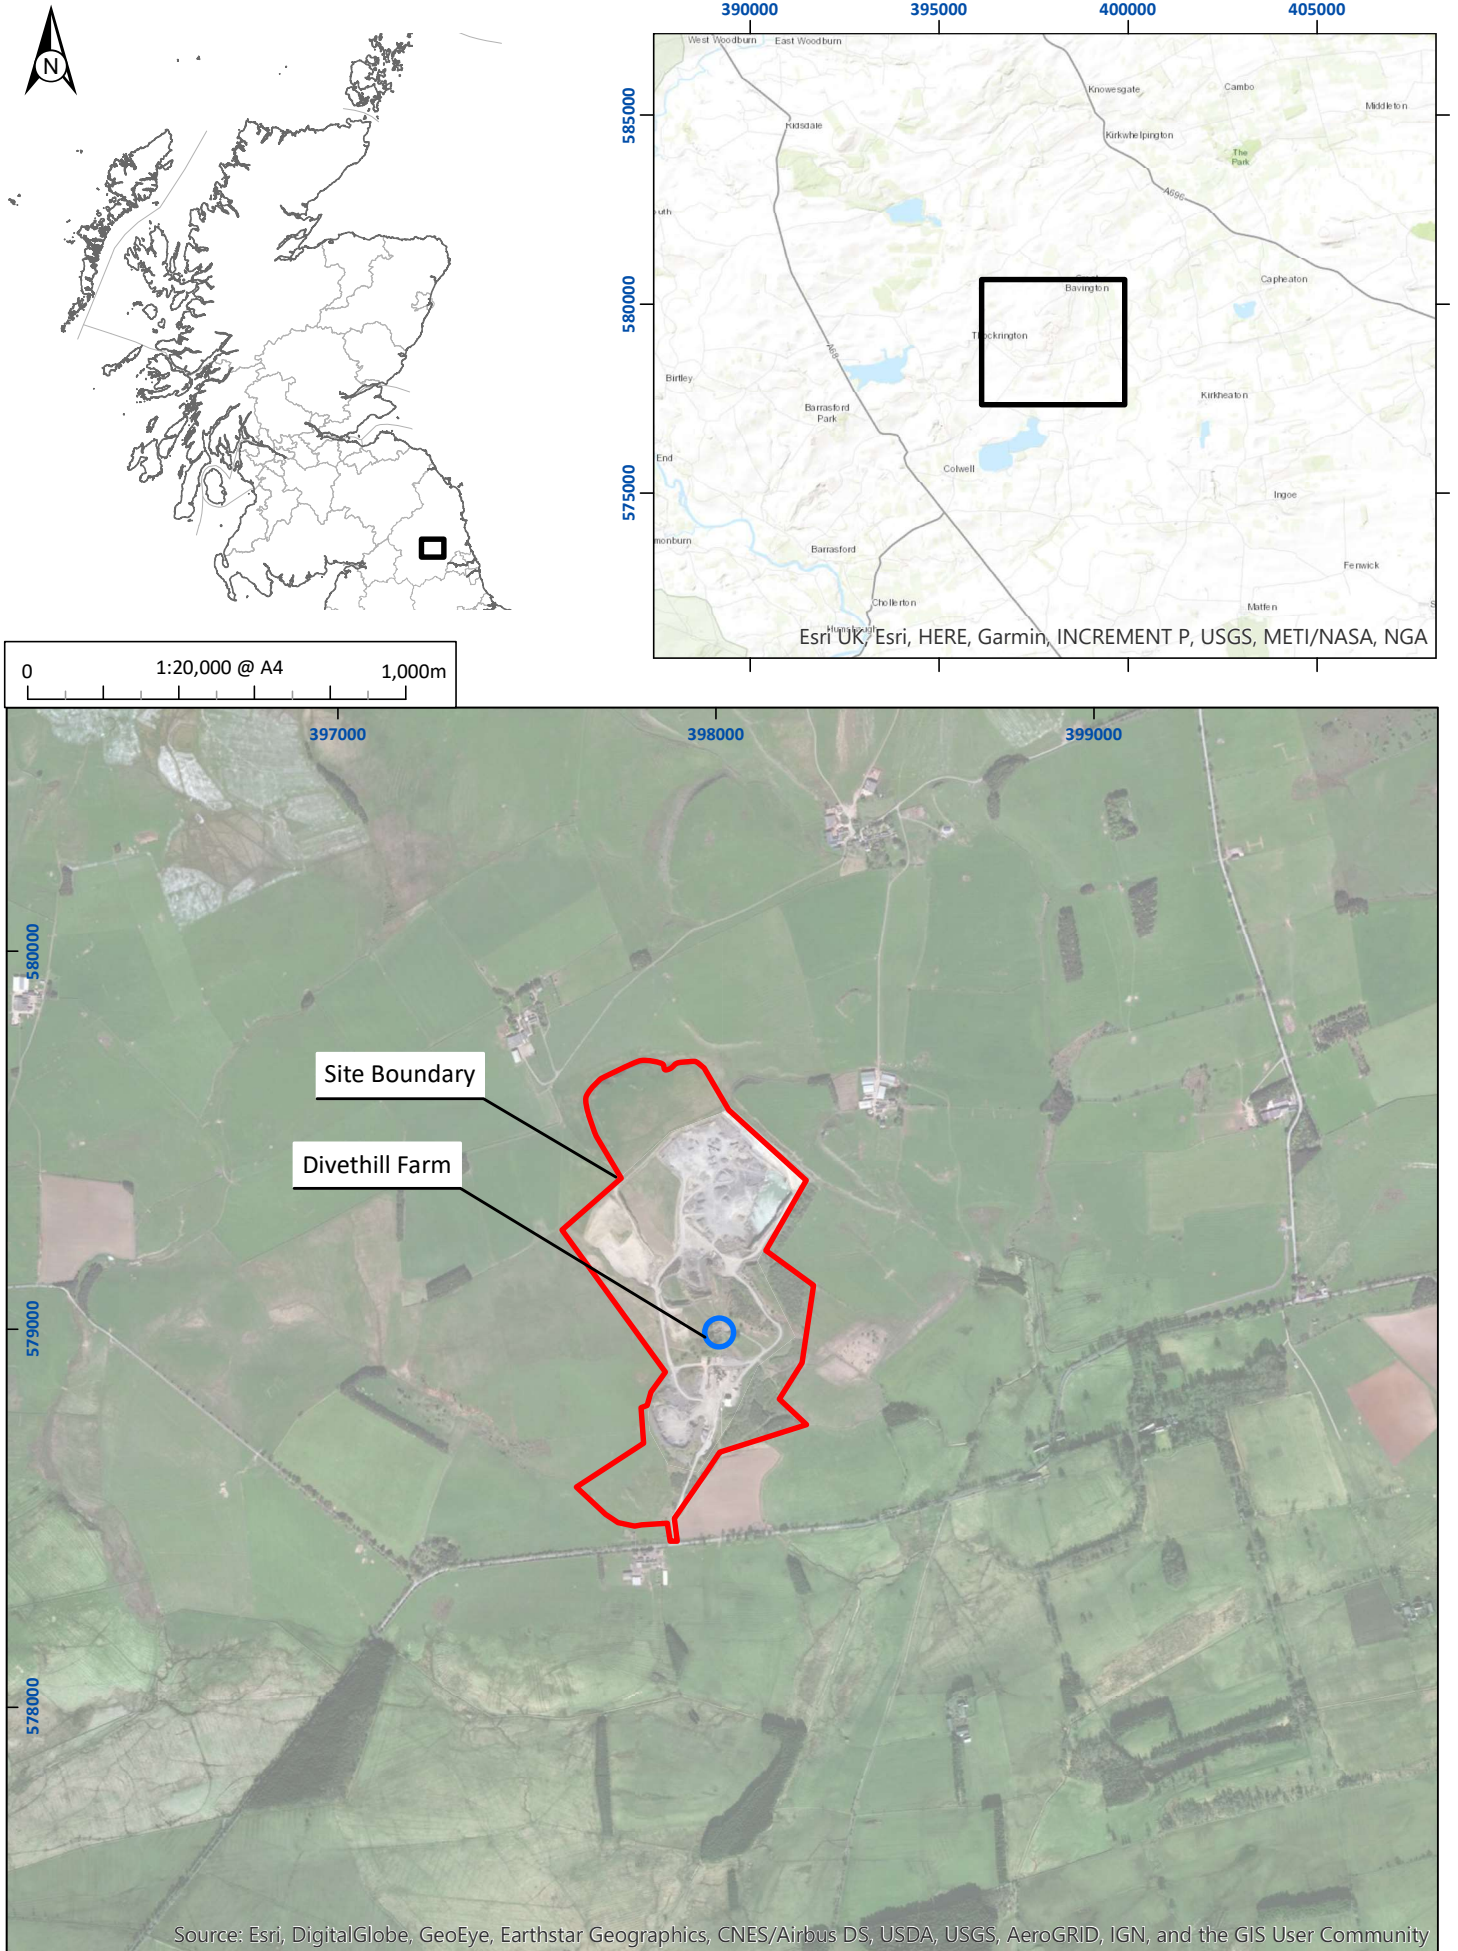 N
390000
395000
400000
405000
585000
580000
575000
West Woodburn
East Woodburn
Knowesgate
Cambo
Middleton
Ridsdale
Kirkwhelpington
The
Park
A696
uth
Capheaton
Bavington
Thockrington
A68
Birtley
Barrasford
Park
Kirkheaton
End
Colwell
Ingoe
monburn
Barrasford
Fenwick
Chollerton
Matfen
S
Humshaugh
Esri UK, Esri, HERE, Garmin, INCREMENT P, USGS, METI/NASA, NGA
0
1:20,000 @ A4
1,000m
397000
398000
399000
580000
579000
578000
Site Boundary
Divethill Farm
Source: Esri, DigitalGlobe, GeoEye, Earthstar Geographics, CNES/Airbus DS, USDA, USGS, AeroGRID, IGN, and the GIS User Community